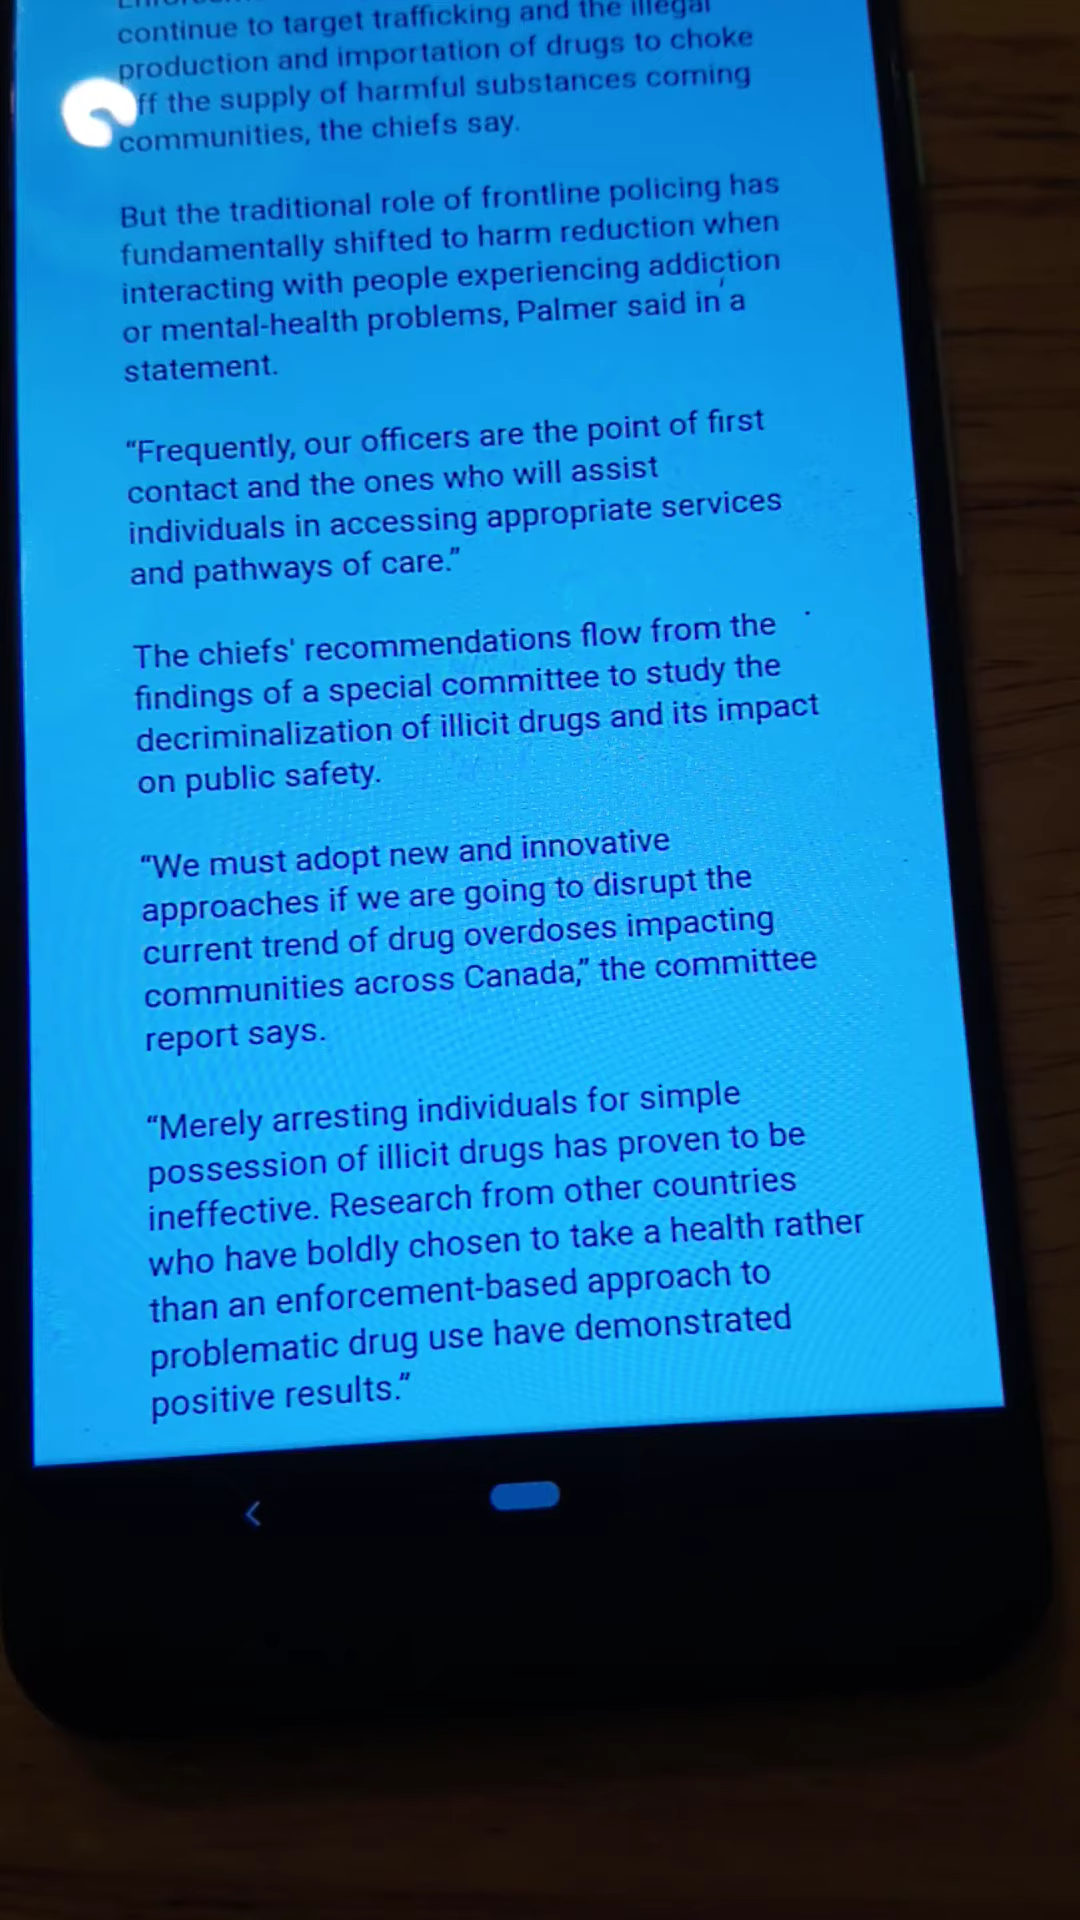 continue to target trafficking and the illegal
production and importation of drugs to choke
ff the supply of harmful substances coming
communities, the chiefs say.
But the traditional role of frontline policing has
fundamentally shifted to harm reduction when
interacting with people experiencing addiction
or mental-health problems, Palmer said in a
statement.
“Frequently, our officers are the point of first
contact and the ones who will assist
individuals in accessing appropriate services
and pathways of care.”
The chiefs' recommendations flow from the
findings of a special committee to study the
decriminalization of illicit drugs and its impact
on public safety.
“We must adopt new and innovative
approaches if we are going to disrupt the
current trend of drug overdoses impacting
communities across Canada,” the committee
report says.
“Merely arresting individuals for simple
possession of illicit drugs has proven to be
ineffective. Research from other countries
who have boldly chosen to take a health rather
than an enforcement-based approach to
problematic drug use have demonstrated
positive results.”